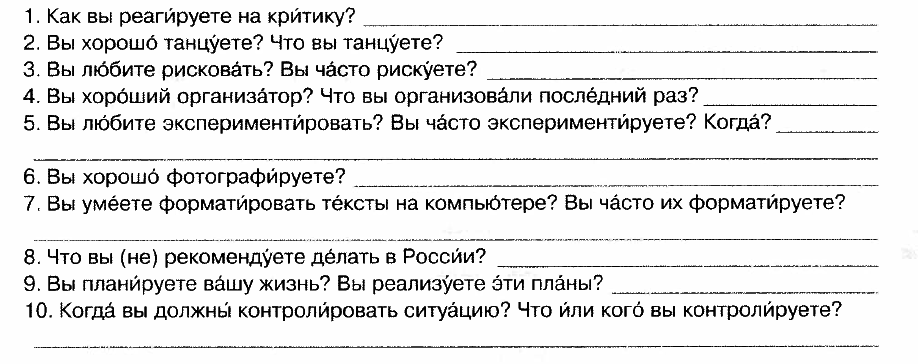 1. Как вы реаги́руете на кри́тику?
2. Вы хорошо́ танцу́ете? Что вы танцу́ете?
3. Вы лю́бите рискова́ть? Вы ча́сто риску́ете?
4. Вы хоро́ший организа́тор? Что вы организова́ли после́дний раз?
5. Вы лю́бите эксперименти́ровать? Вы ча́сто эксперименти́руете? Когда́?
6. Вы хорошо́ фотографи́руете?
7. Вы уме́ете формати́ровать те́ксты на компью́тере? Вы ча́сто их формати́руете?
8. Что вы (не) рекоменду́ете де́лать в Росси́и?
9. Вы плани́руете ва́шу жизнь? Вы реализу́ете э́ти пла́ны?
10. Когда́ вы должны́ контроли́ровать ситуа́цию? Что и́ли кого́ вы контроли́руете?